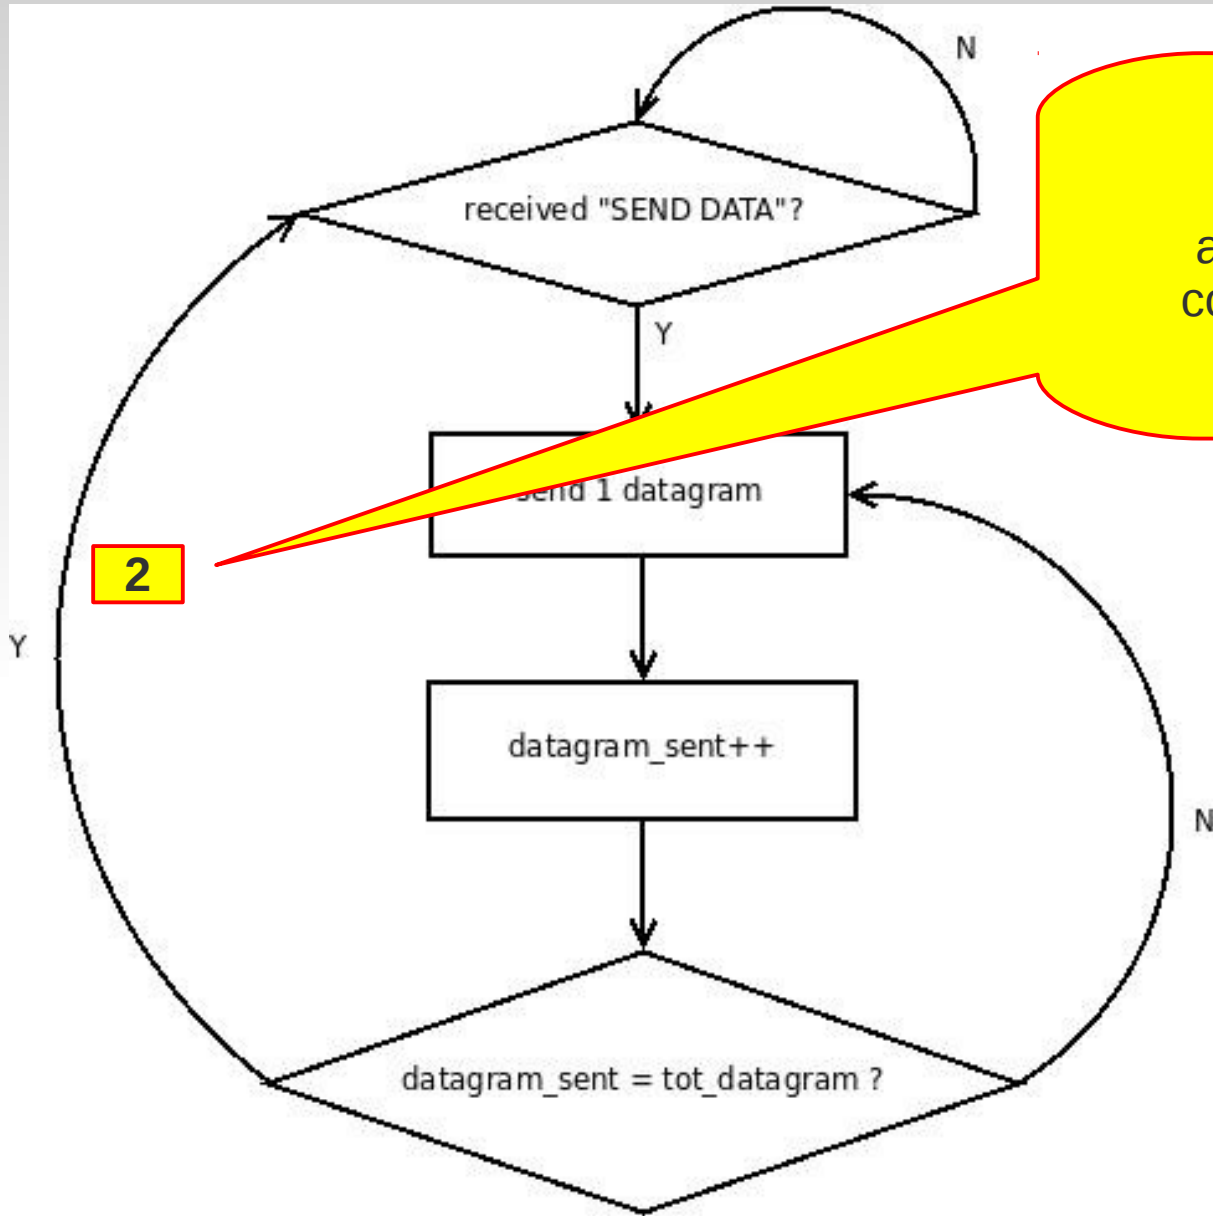 N
received "SEND DATA"?
Y
send 1 datagram
2
Y
datagram_sent++
N
datagram_sent = tot_datagram ?